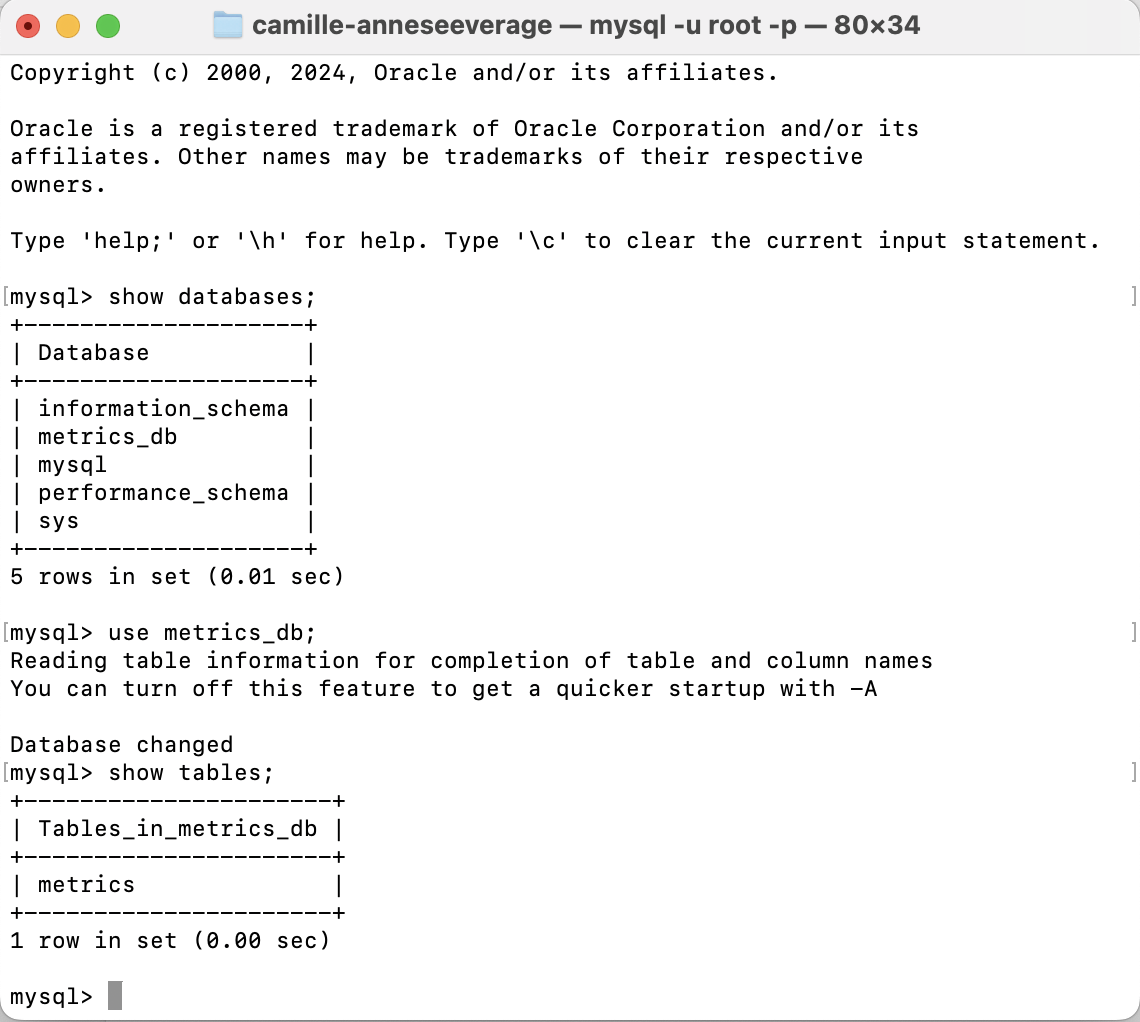 camille-anneseeverage — mysql -u root -p — 80×34
Copyright (c) 2000, 2024, Oracle and/or its affiliates.
Oracle is a registered trademark of Oracle Corporation and/or its
affiliates. Other names may be trademarks of their respective
owners.
Type 'help;' or '\h' for help. Type '\c' to clear the current input statement.
[mysql> show databases; ]
+--------------------+
| Database           |
+--------------------+
| information_schema |
| metrics_db         |
| mysql              |
| performance_schema |
| sys                |
+--------------------+
5 rows in set (0.01 sec)
[mysql> use metrics_db; ]
Reading table information for completion of table and column names
You can turn off this feature to get a quicker startup with -A
Database changed
[mysql> show tables; ]
+----------------------+
| Tables_in_metrics_db |
+----------------------+
| metrics              |
+----------------------+
1 row in set (0.00 sec)
mysql>